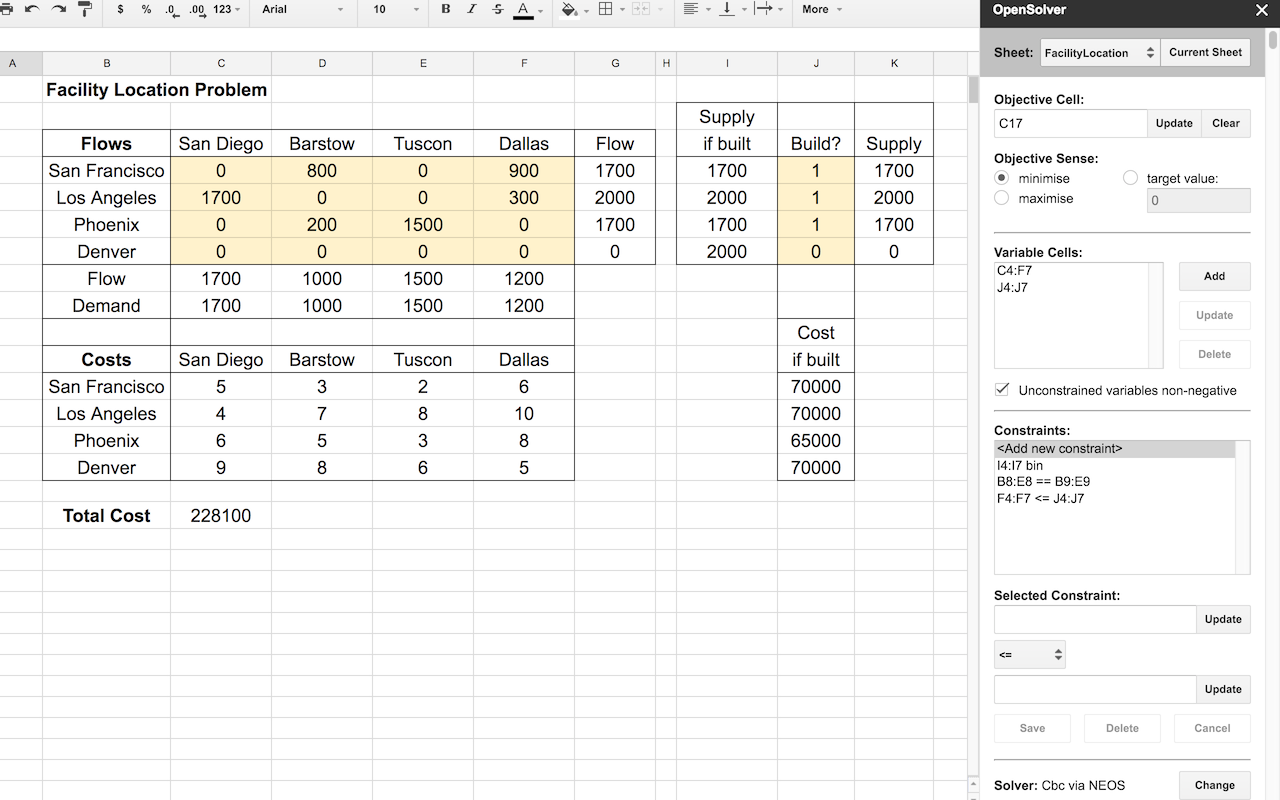 $ % .0 .00 123 Arial 10 B I S A More
OpenSolver
A B C D E F G H I J K
Sheet: FacilityLocation Current Sheet
Facility Location Problem
Supply
Flows San Diego Barstow Tuscon Dallas Flow if built Build? Supply
San Francisco 0 800 0 900 1700 1700 1 1700
Los Angeles 1700 0 0 300 2000 2000 1 2000
Phoenix 0 200 1500 0 1700 1700 1 1700
Denver 0 0 0 0 0 2000 0 0
Flow 1700 1000 1500 1200
Demand 1700 1000 1500 1200
Cost
Costs San Diego Barstow Tuscon Dallas if built
San Francisco 5 3 2 6 70000
Los Angeles 4 7 8 10 70000
Phoenix 6 5 3 8 65000
Denver 9 8 6 5 70000
Total Cost 228100
Objective Cell:
C17 Update Clear
Objective Sense:
minimise target value:
maximise 0
Variable Cells:
C4:F7 Add
J4:J7
Update
Delete
Unconstrained variables non-negative
Constraints:
<Add new constraint>
I4:I7 bin
B8:E8 == B9:E9
F4:F7 <= J4:J7
Selected Constraint:
Update
<=
Update
Save Delete Cancel
Solver: Cbc via NEOS Change